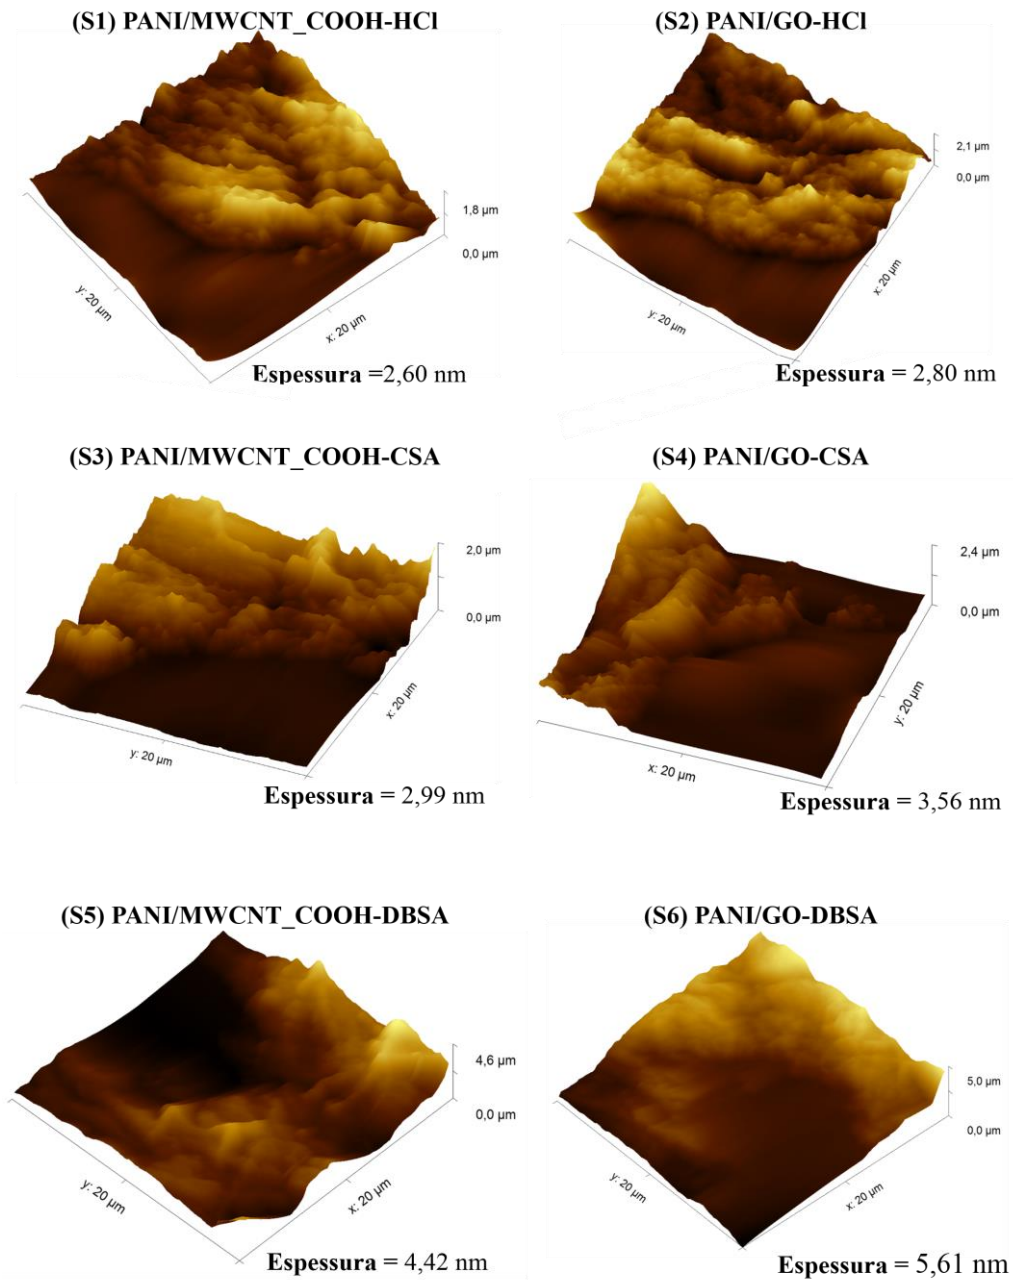 (S1) PANI/MWCNT_COOH-HCl
1,8 µm
0,0 µm
y: 20 µm
x: 20 µm
Espessura =2,60 nm
(S2) PANI/GO-HCl
2,1 µm
0,0 µm
x: 20 µm
y: 20 µm
Espessura = 2,80 nm
(S3) PANI/MWCNT_COOH-CSA
2,0 µm
0,0 µm
x: 20 µm
y: 20 µm
Espessura = 2,99 nm
(S4) PANI/GO-CSA
2,4 µm
0,0 µm
y: 20 µm
x: 20 µm
Espessura = 3,56 nm
(S5) PANI/MWCNT_COOH-DBSA
4,6 µm
0,0 µm
y: 20 µm
x: 20 µm
Espessura = 4,42 nm
(S6) PANI/GO-DBSA
5,0 µm
0,0 µm
y: 20 µm
x: 20 µm
Espessura = 5,61 nm